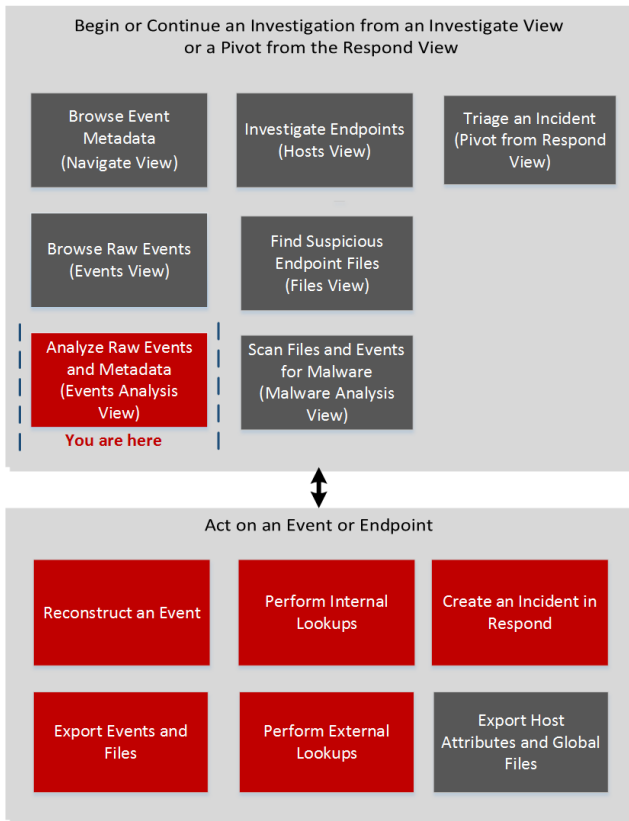 Begin or Continue an Investigation from an Investigate View
or a Pivot from the Respond View
Browse Event
Metadata
(Navigate View)
Investigate Endpoints
(Hosts View)
Triage an Incident
(Pivot from Respond
View)
Browse Raw Events
(Events View)
Find Suspicious
Endpoint Files
(Files View)
Analyze Raw Events
and Metadata
(Events Analysis
View)
You are here
Scan Files and Events
for Malware
(Malware Analysis
View)
Act on an Event or Endpoint
Reconstruct an Event
Perform Internal
Lookups
Create an Incident in
Respond
Export Events and
Files
Perform External
Lookups
Export Host
Attributes and Global
Files